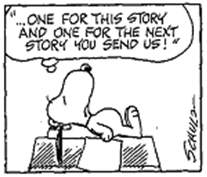 "...ONE FOR THIS STORY
AND ONE FOR THE NEXT
STORY YOU SEND US!"
SCHULZ